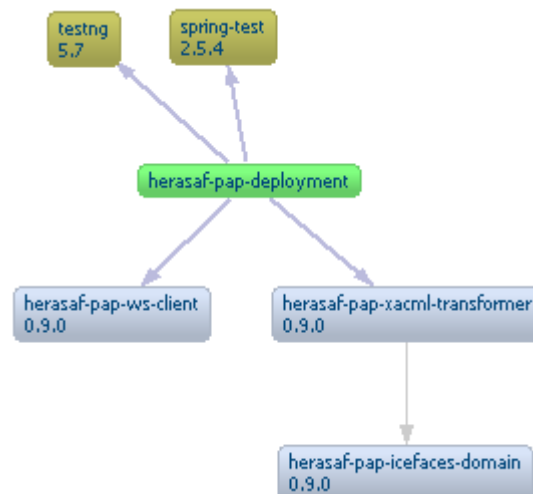 testng
5.7
spring-test
2.5.4
herasaf-pap-deployment
herasaf-pap-ws-client
0.9.0
herasaf-pap-xacml-transformer
0.9.0
herasaf-pap-icefaces-domain
0.9.0